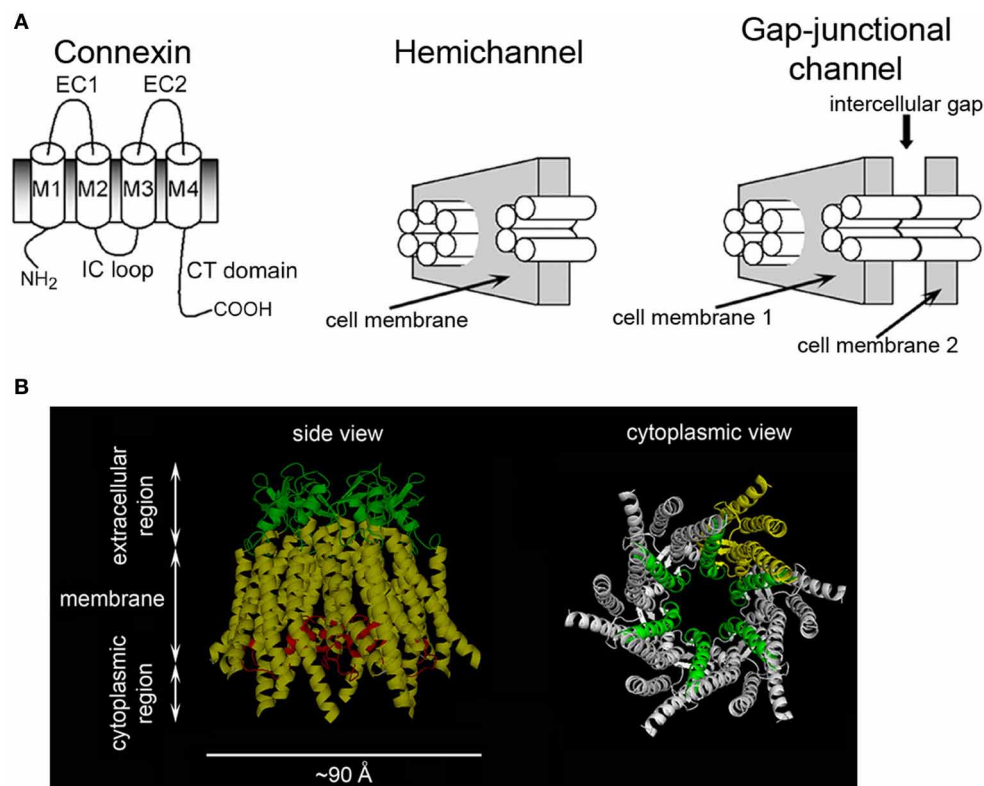 A
Connexin
EC1
EC2
M1
M2
M3
M4
NH2
IC loop
CT domain
COOH
Hemichannel
cell membrane
Gap-junctional
channel
intercellular gap
cell membrane 1
cell membrane 2
B
side view
cytoplasmic view
extracellular
region
membrane
cytoplasmic
region
~90 Å